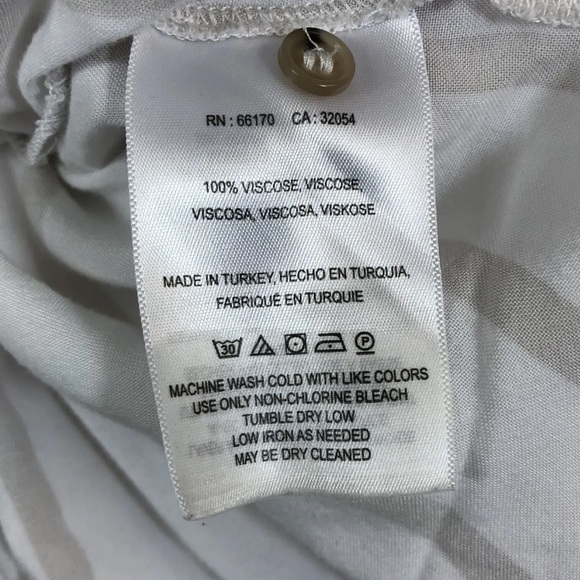 RN : 66170 CA : 32054
100% VISCOSE, VISCOSE,
VISCOSA, VISCOSA, VISKOSE
MADE IN TURKEY, HECHO EN TURQUIA,
FABRIQUÉ EN TURQUIE
30 P
MACHINE WASH COLD WITH LIKE COLORS
USE ONLY NON-CHLORINE BLEACH
TUMBLE DRY LOW
LOW IRON AS NEEDED
MAY BE DRY CLEANED